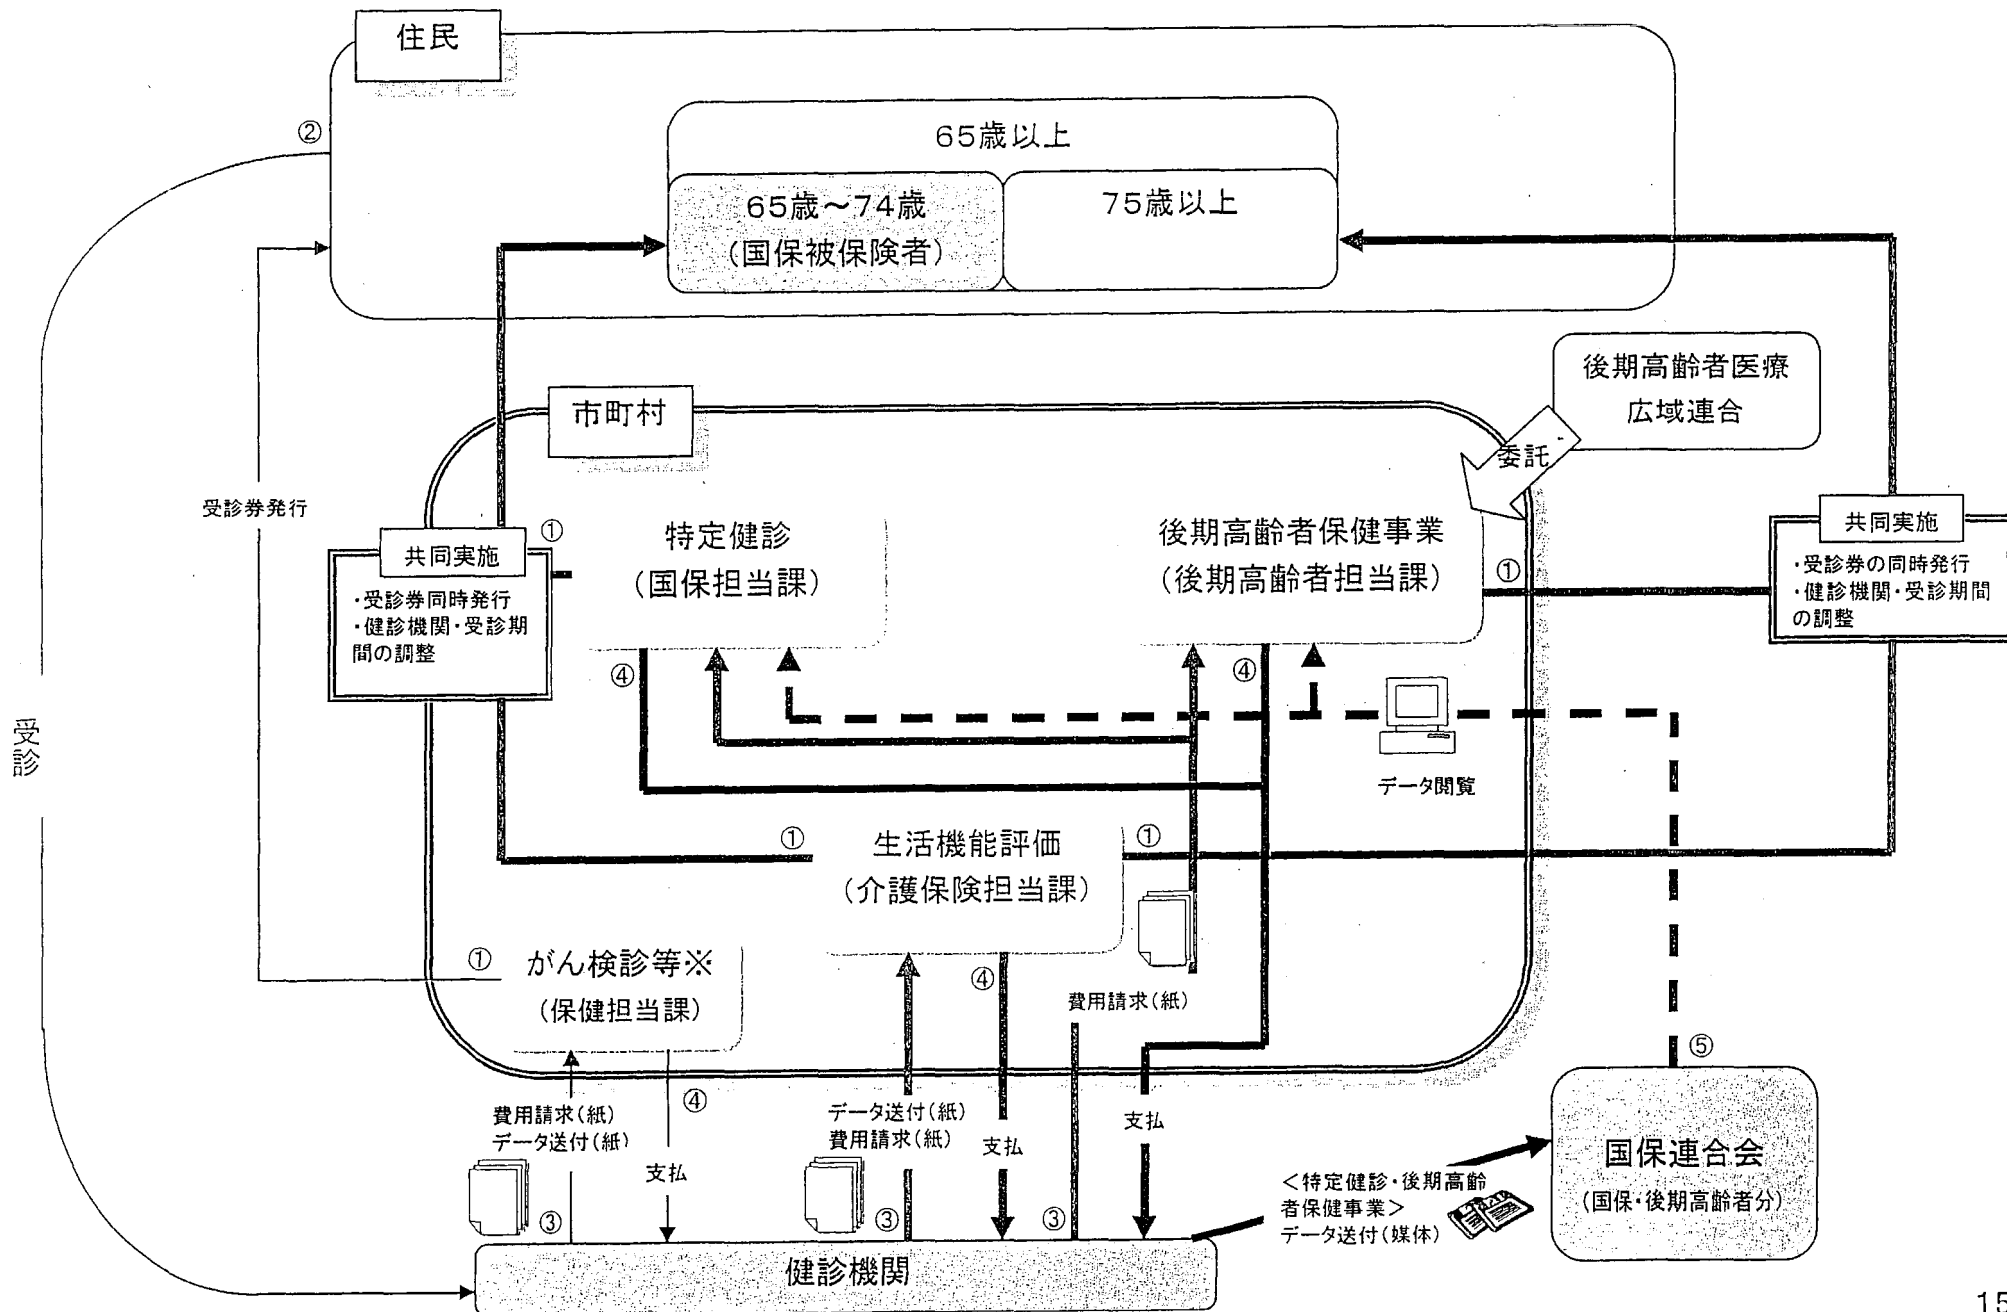 住民
②
65歳以上
65歳～74歳
(国保被保険者)
75歳以上
後期高齢者医療
広域連合
市町村
委託
受診券発行
共同実施
①
・受診券同時発行
・健診機関・受診期
間の調整
特定健診
(国保担当課)
後期高齢者保健事業
(後期高齢者担当課)
①
共同実施
・受診券の同時発行
・健診機関・受診期間
の調整
④
④
受診
データ閲覧
①
生活機能評価
(介護保険担当課)
①
①
がん検診等※
(保健担当課)
④
費用請求(紙)
⑤
費用請求(紙)
データ送付(紙)
④
支払
データ送付(紙)
費用請求(紙)
支払
支払
③
③
③
＜特定健診・後期高齢
者保健事業＞
データ送付(媒体)
国保連合会
(国保・後期高齢者分)
健診機関
15